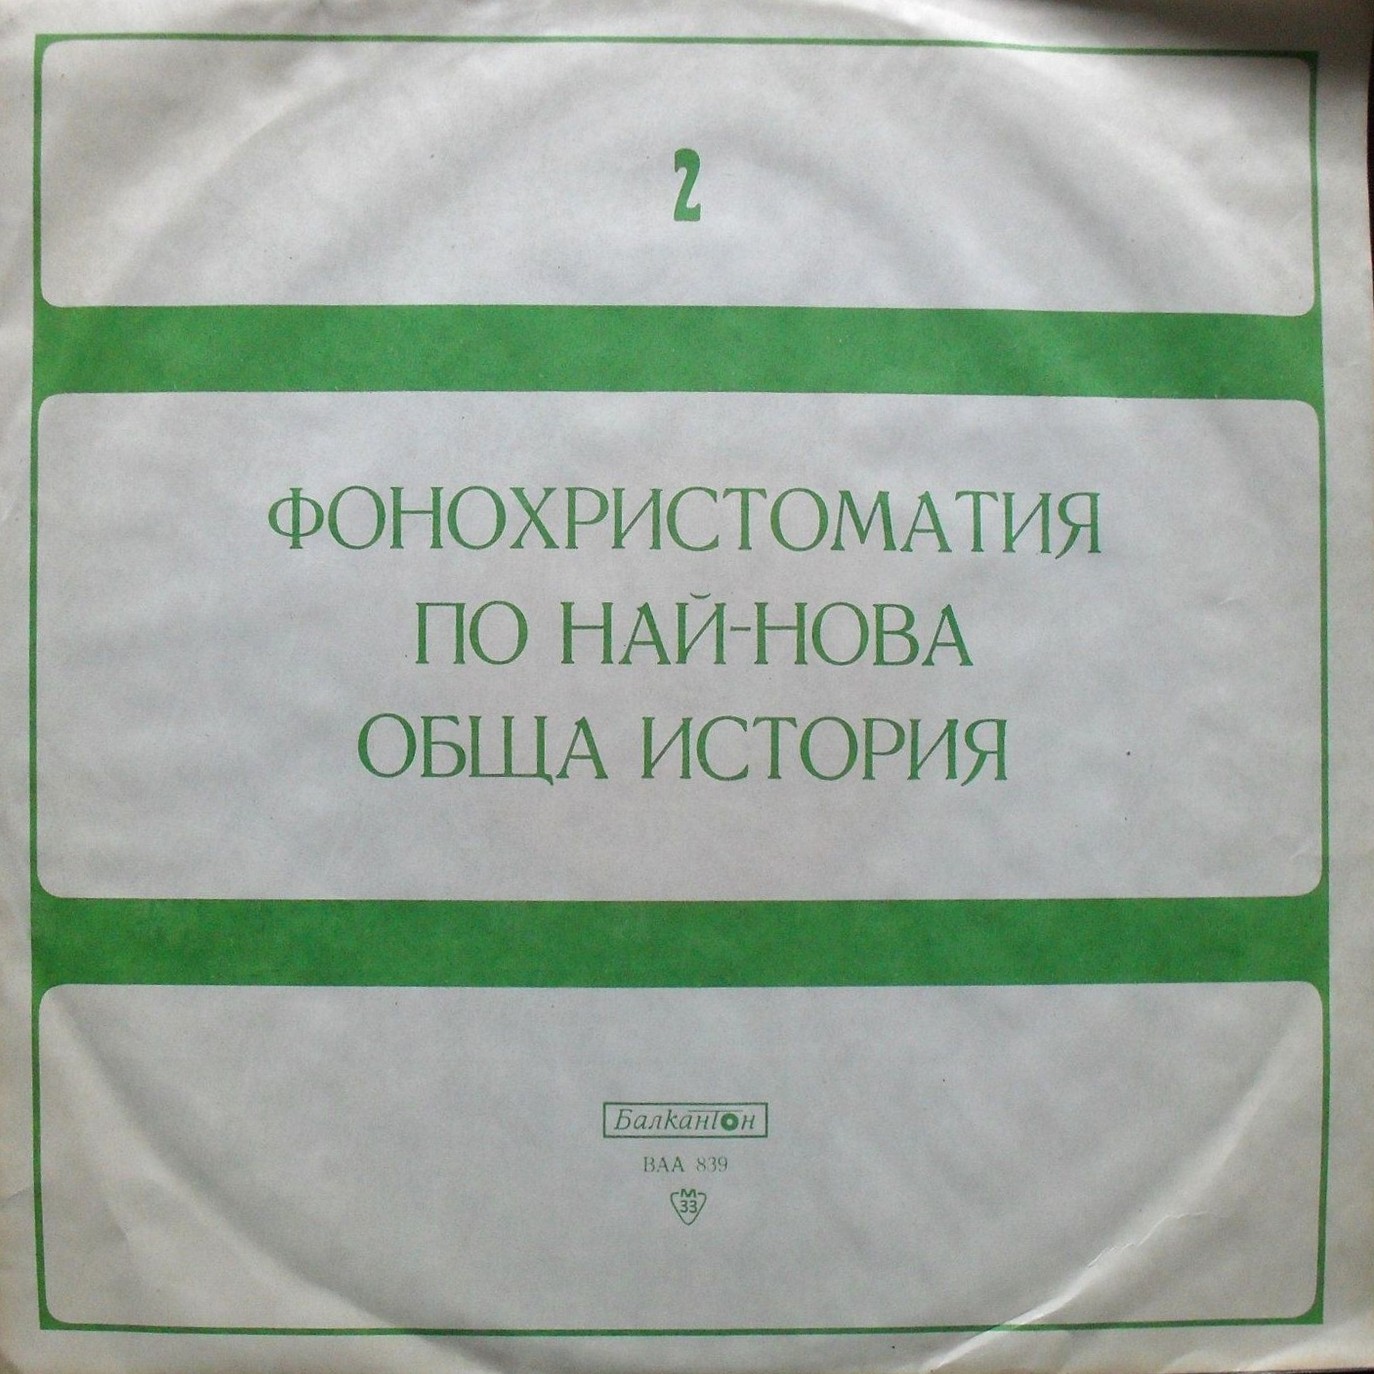 2
ФОНОХРИСТОМАТИЯ
ПО НАЙ-НОВА
ОБЩА ИСТОРИЯ
Балкантон
ВАА 839
М
33